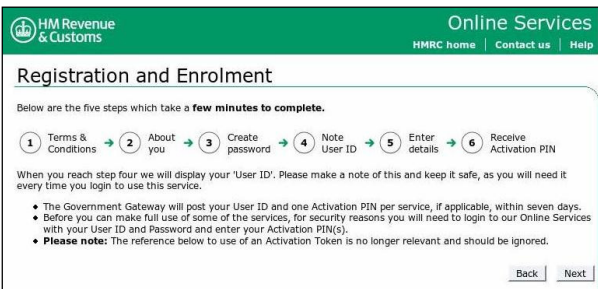 HM Revenue
& Customs
Online Services
HMRC home | Contact us | Help
Registration and Enrolment
Below are the five steps which take a few minutes to complete.
1 Terms & Conditions → 2 About you → 3 Create password → 4 Note User ID → 5 Enter details → 6 Receive Activation PIN
When you reach step four we will display your 'User ID'. Please make a note of this and keep it safe, as you will need it
every time you login to use this service.
◆ The Government Gateway will post your User ID and one Activation PIN per service, if applicable, within seven days.
◆ Before you can make full use of some of the services, for security reasons you will need to login to our Online Services
with your User ID and Password and enter your Activation PIN(s).
◆ Please note: The reference below to use of an Activation Token is no longer relevant and should be ignored.
Back Next